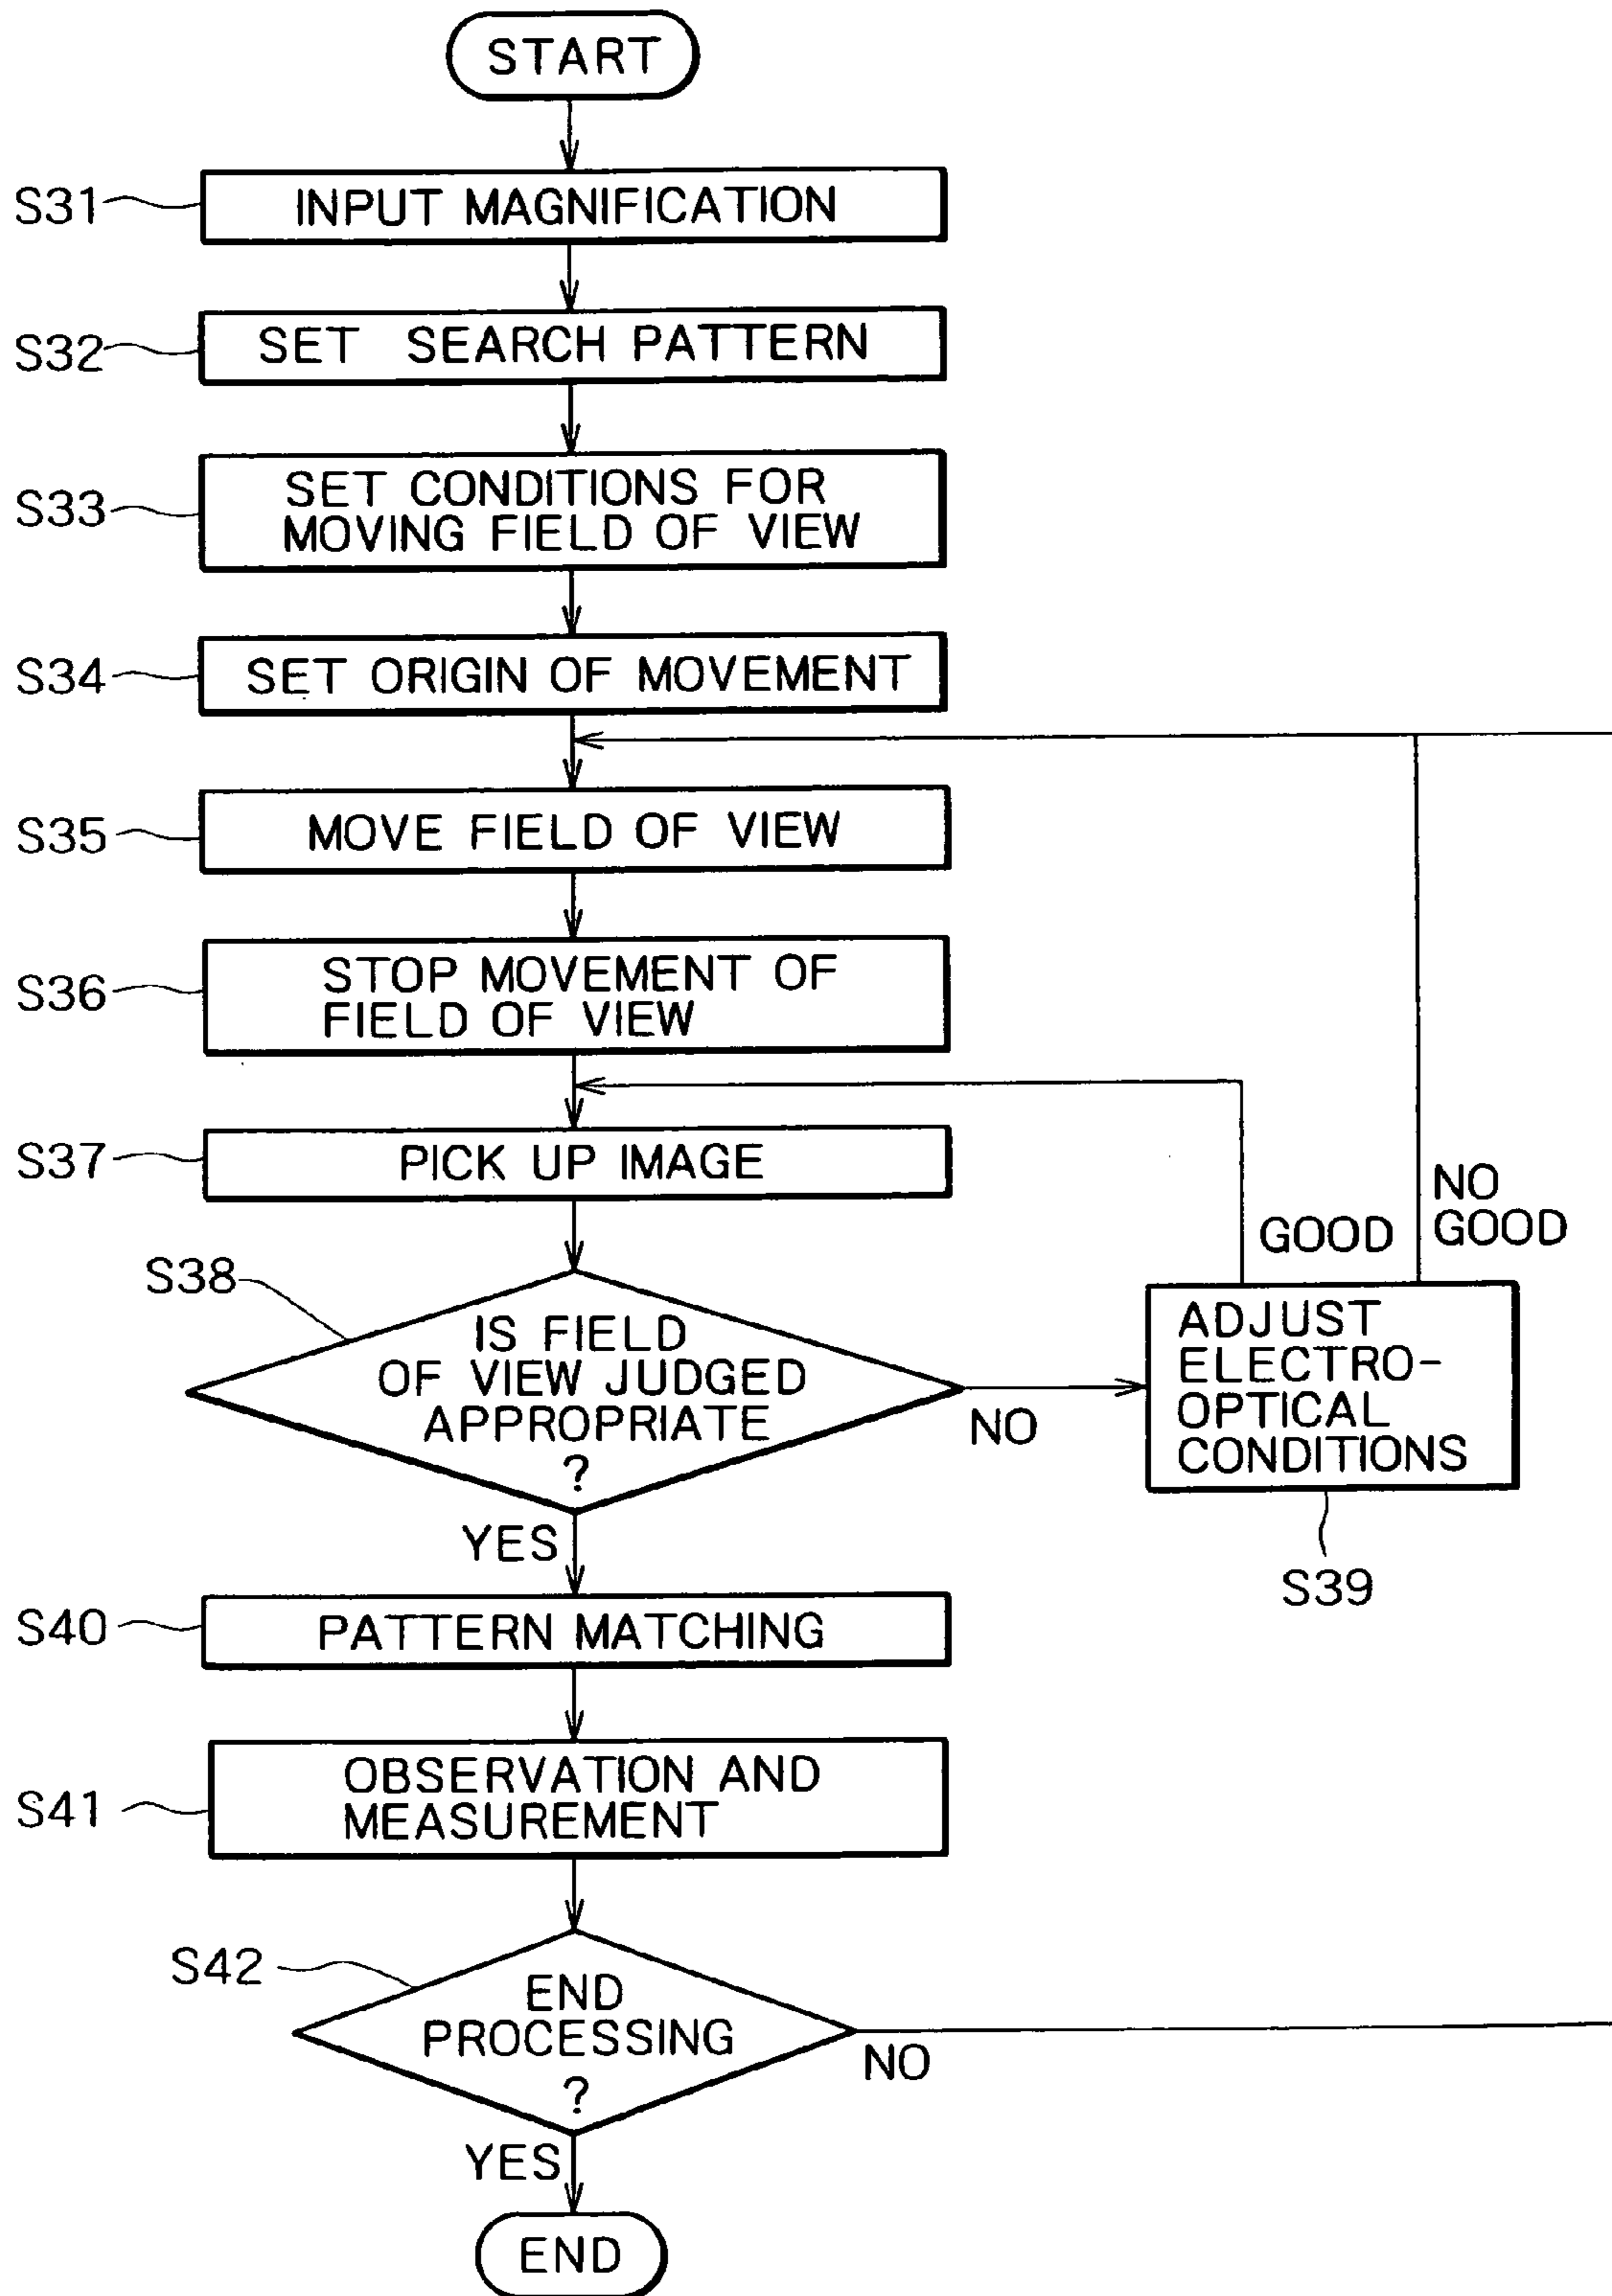 START
S31
INPUT MAGNIFICATION
S32
SET SEARCH PATTERN
S33
SET CONDITIONS FOR
MOVING FIELD OF VIEW
S34
SET ORIGIN OF MOVEMENT
S35
MOVE FIELD OF VIEW
S36
STOP MOVEMENT OF
FIELD OF VIEW
S37
PICK UP IMAGE
NO
GOOD
GOOD
S38
IS FIELD
OF VIEW JUDGED
APPROPRIATE
?
NO
ADJUST
ELECTRO-
OPTICAL
CONDITIONS
S39
YES
S40
PATTERN MATCHING
S41
OBSERVATION AND
MEASUREMENT
S42
END
PROCESSING
?
NO
YES
END